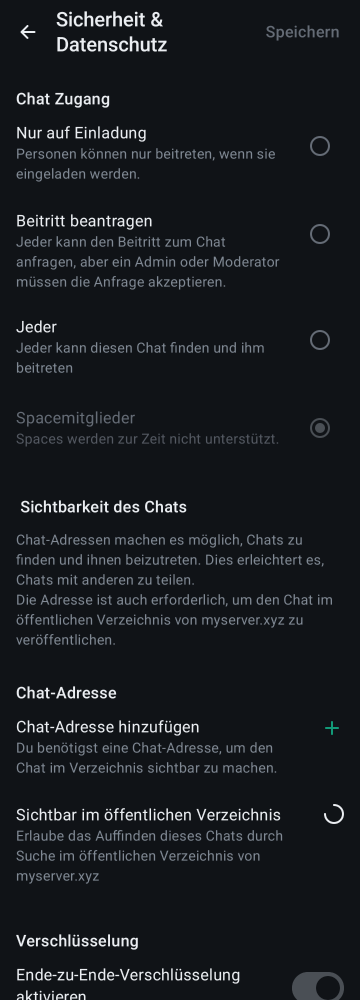 Sicherheit &
Datenschutz
Speichern
Chat Zugang
Nur auf Einladung
Personen können nur beitreten, wenn sie
eingeladen werden.
Beitritt beantragen
Jeder kann den Beitritt zum Chat
anfragen, aber ein Admin oder Moderator
müssen die Anfrage akzeptieren.
Jeder
Jeder kann diesen Chat finden und ihm
beitreten
Spacemitglieder
Spaces werden zur Zeit nicht unterstützt.
Sichtbarkeit des Chats
Chat-Adressen machen es möglich, Chats zu
finden und ihnen beizutreten. Dies erleichtert es,
Chats mit anderen zu teilen.
Die Adresse ist auch erforderlich, um den Chat im
öffentlichen Verzeichnis von myserver.xyz zu
veröffentlichen.
Chat-Adresse
Chat-Adresse hinzufügen
Du benötigst eine Chat-Adresse, um den
Chat im Verzeichnis sichtbar zu machen.
Sichtbar im öffentlichen Verzeichnis
Erlaube das Auffinden dieses Chats durch
Suche im öffentlichen Verzeichnis von
myserver.xyz
Verschlüsselung
Ende-zu-Ende-Verschlüsselung
aktivieren